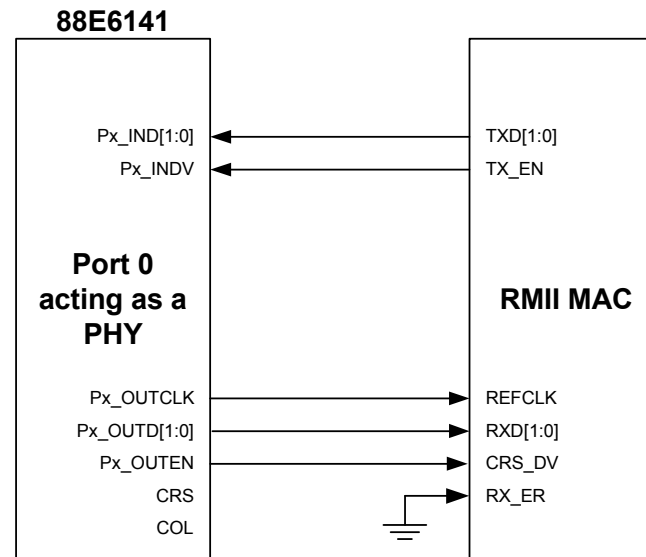 88E6141
Px_IND[1:0]
TXD[1:0]
Px_INDV
TX_EN
Port 0
acting as a
PHY
RMII MAC
Px_OUTCLK
REFCLK
Px_OUTD[1:0]
RXD[1:0]
Px_OUTEN
CRS_DV
CRS
RX_ER
COL